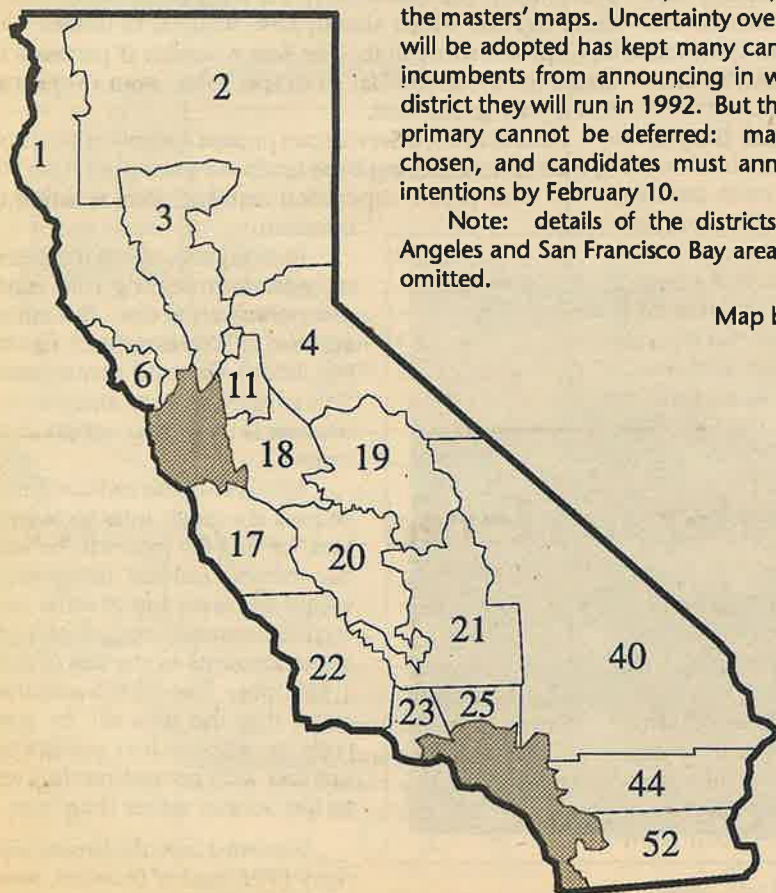 the masters' maps. Uncertainty over
will be adopted has kept many can
incumbents from announcing in w
district they will run in 1992. But th
primary cannot be deferred: ma
chosen, and candidates must ann
intentions by February 10.
Note: details of the districts
Angeles and San Francisco Bay area
omitted.
Map b
2
1
3
4
6
11
18
19
17
20
21
40
22
23
25
44
52